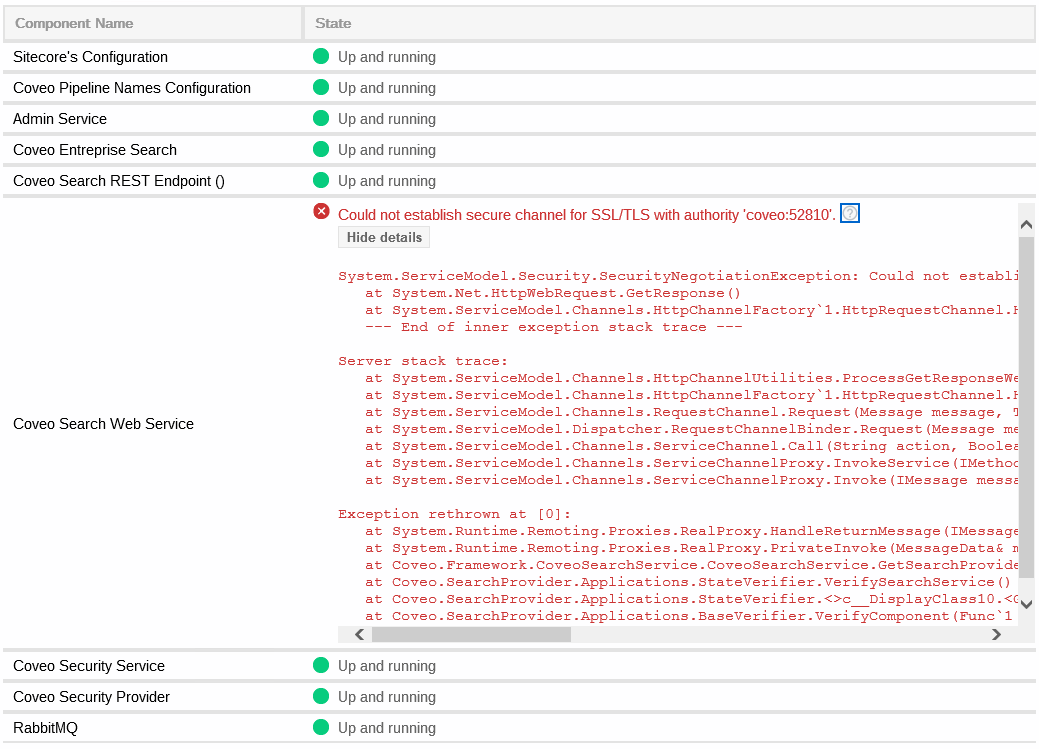 Component Name State
Sitecore's Configuration Up and running
Coveo Pipeline Names Configuration Up and running
Admin Service Up and running
Coveo Entreprise Search Up and running
Coveo Search REST Endpoint () Up and running
Could not establish secure channel for SSL/TLS with authority 'coveo:52810'. ?
Hide details
System.ServiceModel.Security.SecurityNegotiationException: Could not establi
at System.Net.HttpWebRequest.GetResponse()
at System.ServiceModel.Channels.HttpChannelFactory`1.HttpRequestChannel.H
--- End of inner exception stack trace ---
Server stack trace:
at System.ServiceModel.Channels.HttpChannelUtilities.ProcessGetResponseWe
at System.ServiceModel.Channels.HttpChannelFactory`1.HttpRequestChannel.H
at System.ServiceModel.Channels.RequestChannel.Request(Message message, T
at System.ServiceModel.Dispatcher.RequestChannelBinder.Request(Message me
Coveo Search Web Service
at System.ServiceModel.Channels.ServiceChannel.Call(String action, Boolea
at System.ServiceModel.Channels.ServiceChannelProxy.InvokeService(IMethod
at System.ServiceModel.Channels.ServiceChannelProxy.Invoke(IMessage messa
Exception rethrown at [0]:
at System.Runtime.Remoting.Proxies.RealProxy.HandleReturnMessage(IMessage
at System.Runtime.Remoting.Proxies.RealProxy.PrivateInvoke(MessageData& m
at Coveo.Framework.CoveoSearchService.CoveoSearchService.GetSearchProvide
at Coveo.SearchProvider.Applications.StateVerifier.VerifySearchService()
at Coveo.SearchProvider.Applications.StateVerifier.<>c__DisplayClass10.<G
at Coveo.SearchProvider.Applications.BaseVerifier.VerifyComponent(Func`1
Coveo Security Service Up and running
Coveo Security Provider Up and running
RabbitMQ Up and running